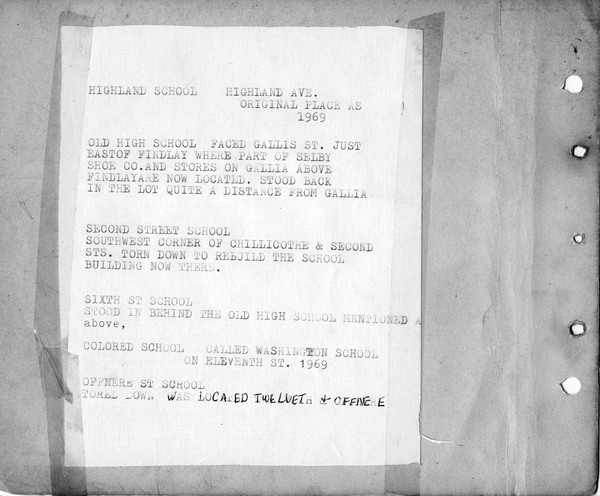 HIGHLAND SCHOOL HIGHLAND AVE.
ORIGINAL PLACE AS
1969
OLD HIGH SCHOOL FACED GALLIS ST. JUST
EASTOF FINDLAY WHERE PART OF SELBY
SHOE CO.AND STORES ON GALLIA ABOVE
FINDLAYARE NOW LOCATED. STOOD BACK
IN THE LOT QUITE A DISTANCE FROM GALLIA
SECOND STREET SCHOOL
SOUTHWEST CORNER OF CHILLICOTHE & SECOND
STS. TORN DOWN TO REBJILD THE SCHOOL
BUILDING NOW THERE.
SIXTH ST SCHOOL
STOOD IN BEHIND THE OLD HIGH SCHOOL MENTIONED A
above,
COLORED SCHOOL CALLED WASHINGTON SCHOOL
ON ELEVENTH ST. 1969
OFFNERE ST SCHOOL
TORED DOWN WAS LOCATED TWELVETH & OFFNERE